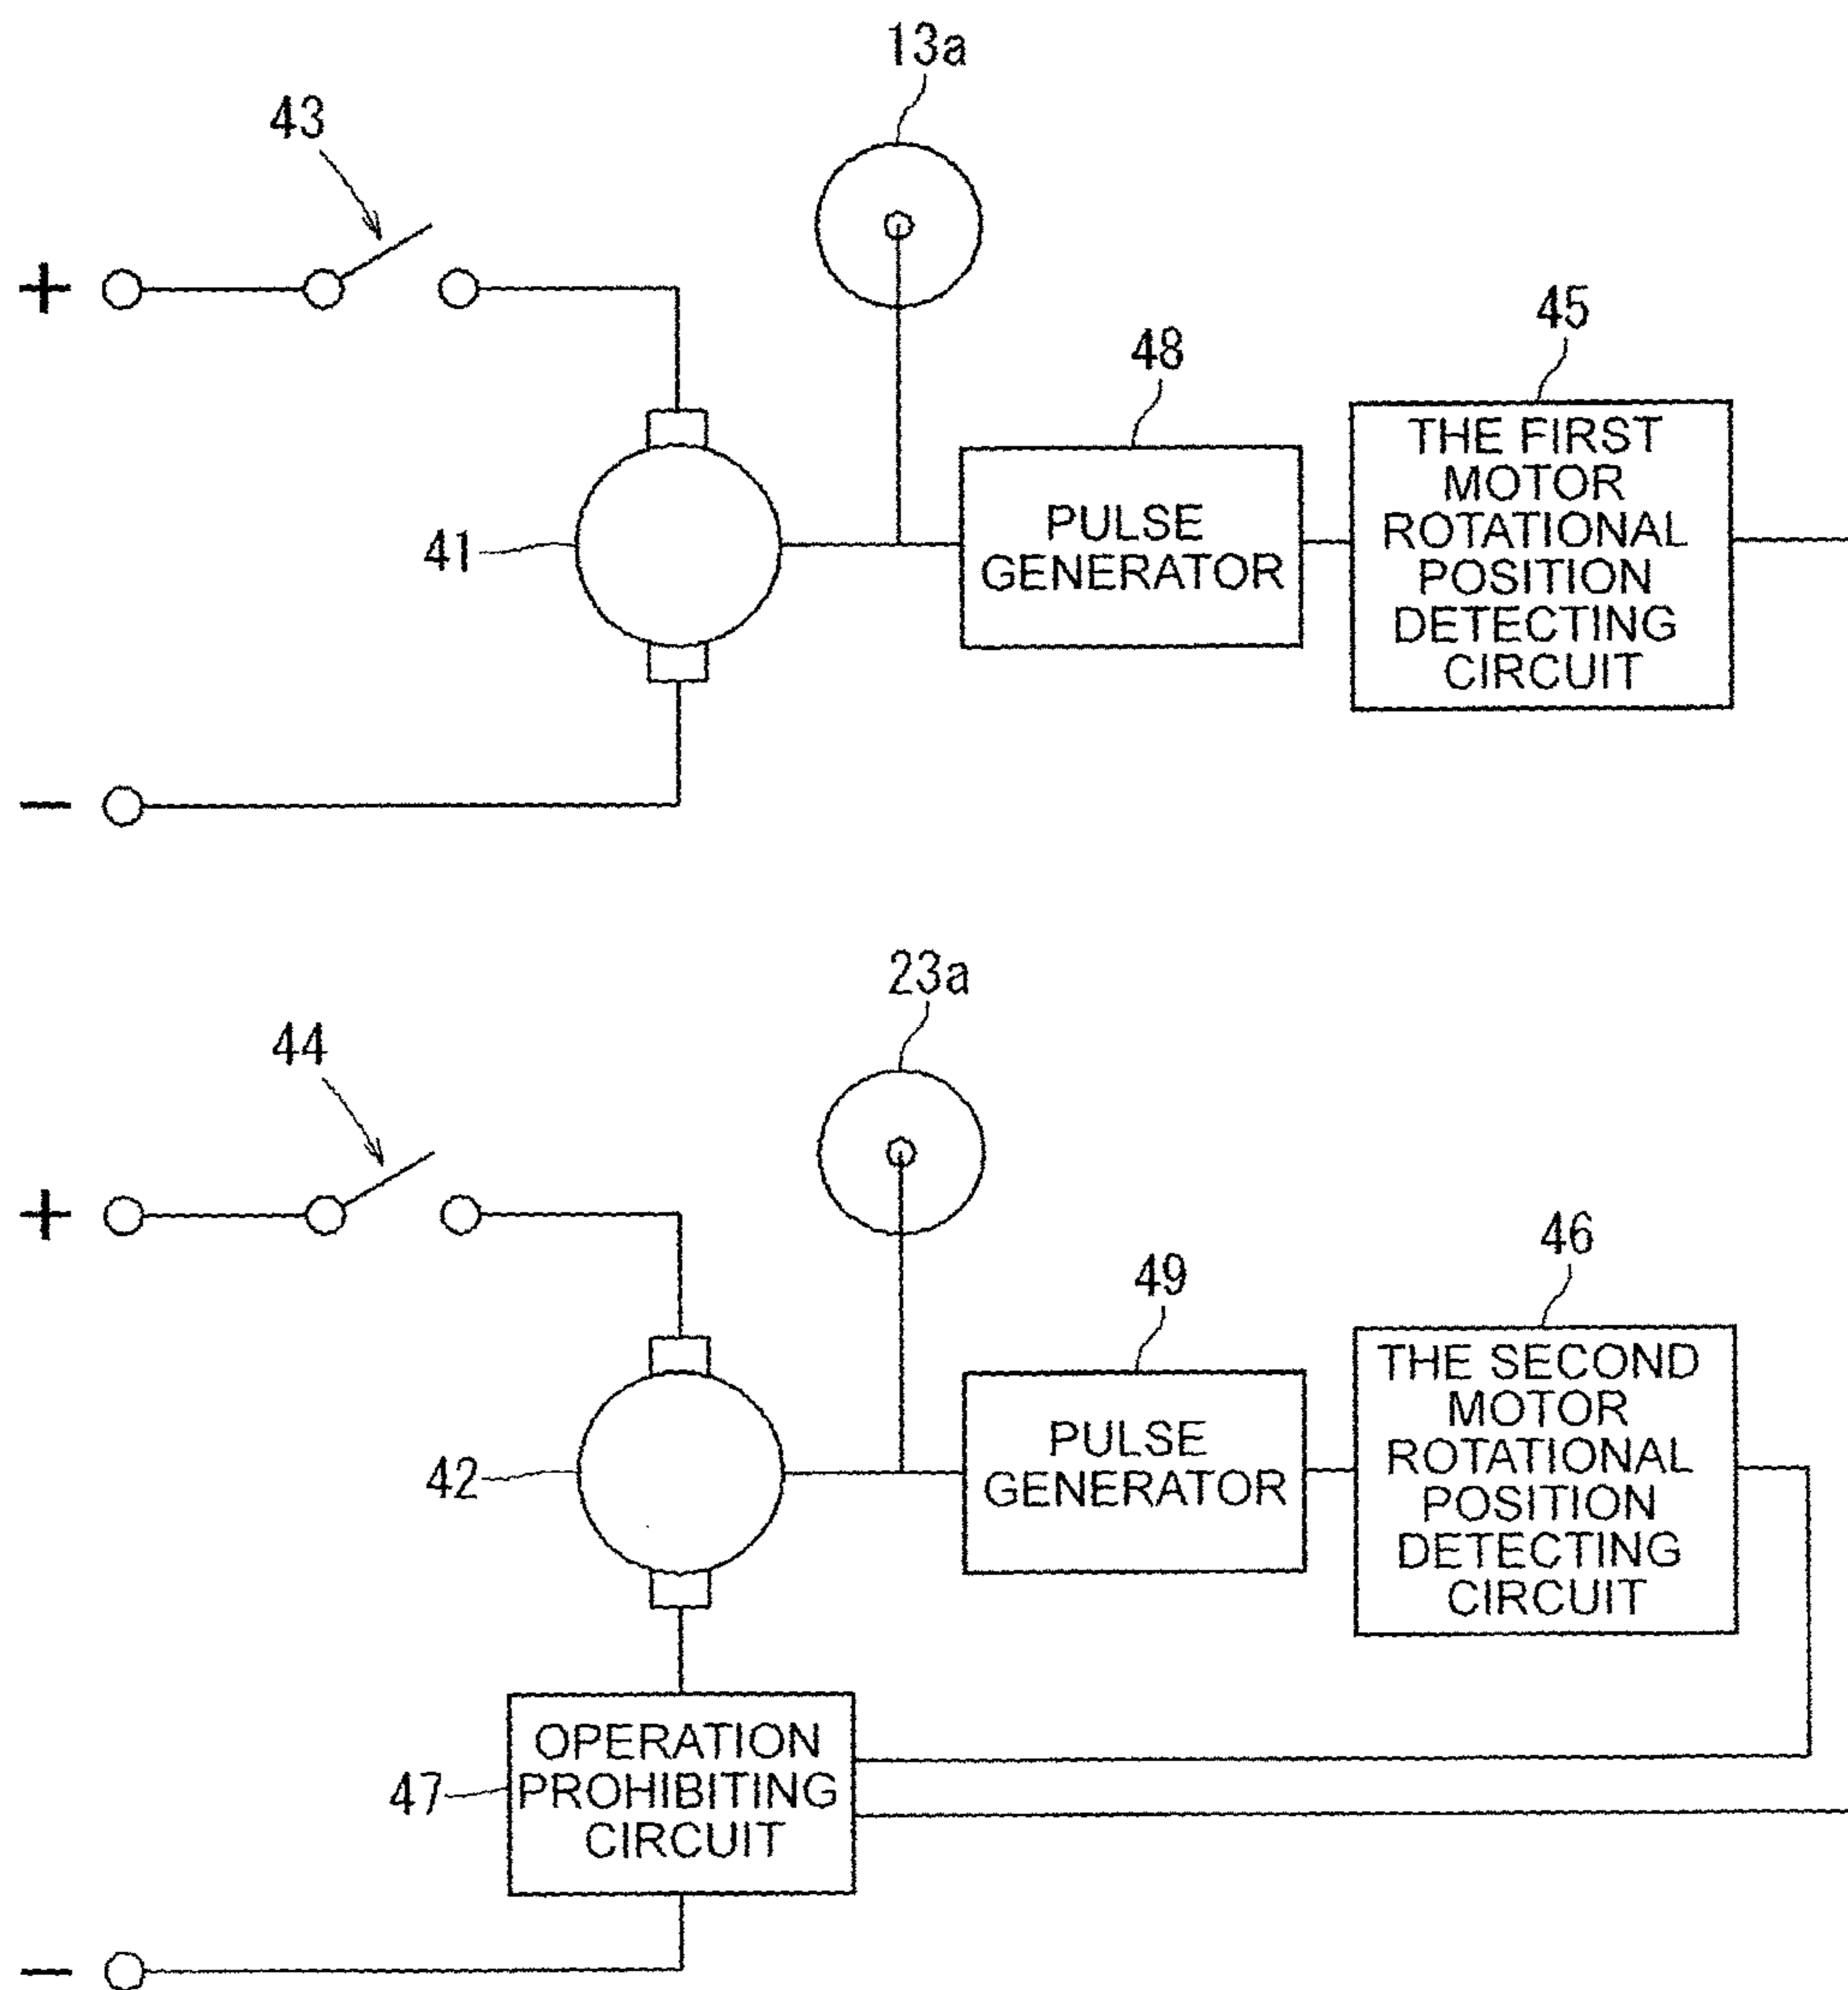 13a
43
+
45
48
THE FIRST
MOTOR
ROTATIONAL
POSITION
DETECTING
CIRCUIT
PULSE
GENERATOR
41
−
23a
44
+
46
49
THE SECOND
MOTOR
ROTATIONAL
POSITION
DETECTING
CIRCUIT
PULSE
GENERATOR
42
OPERATION
PROHIBITING
CIRCUIT
47
−